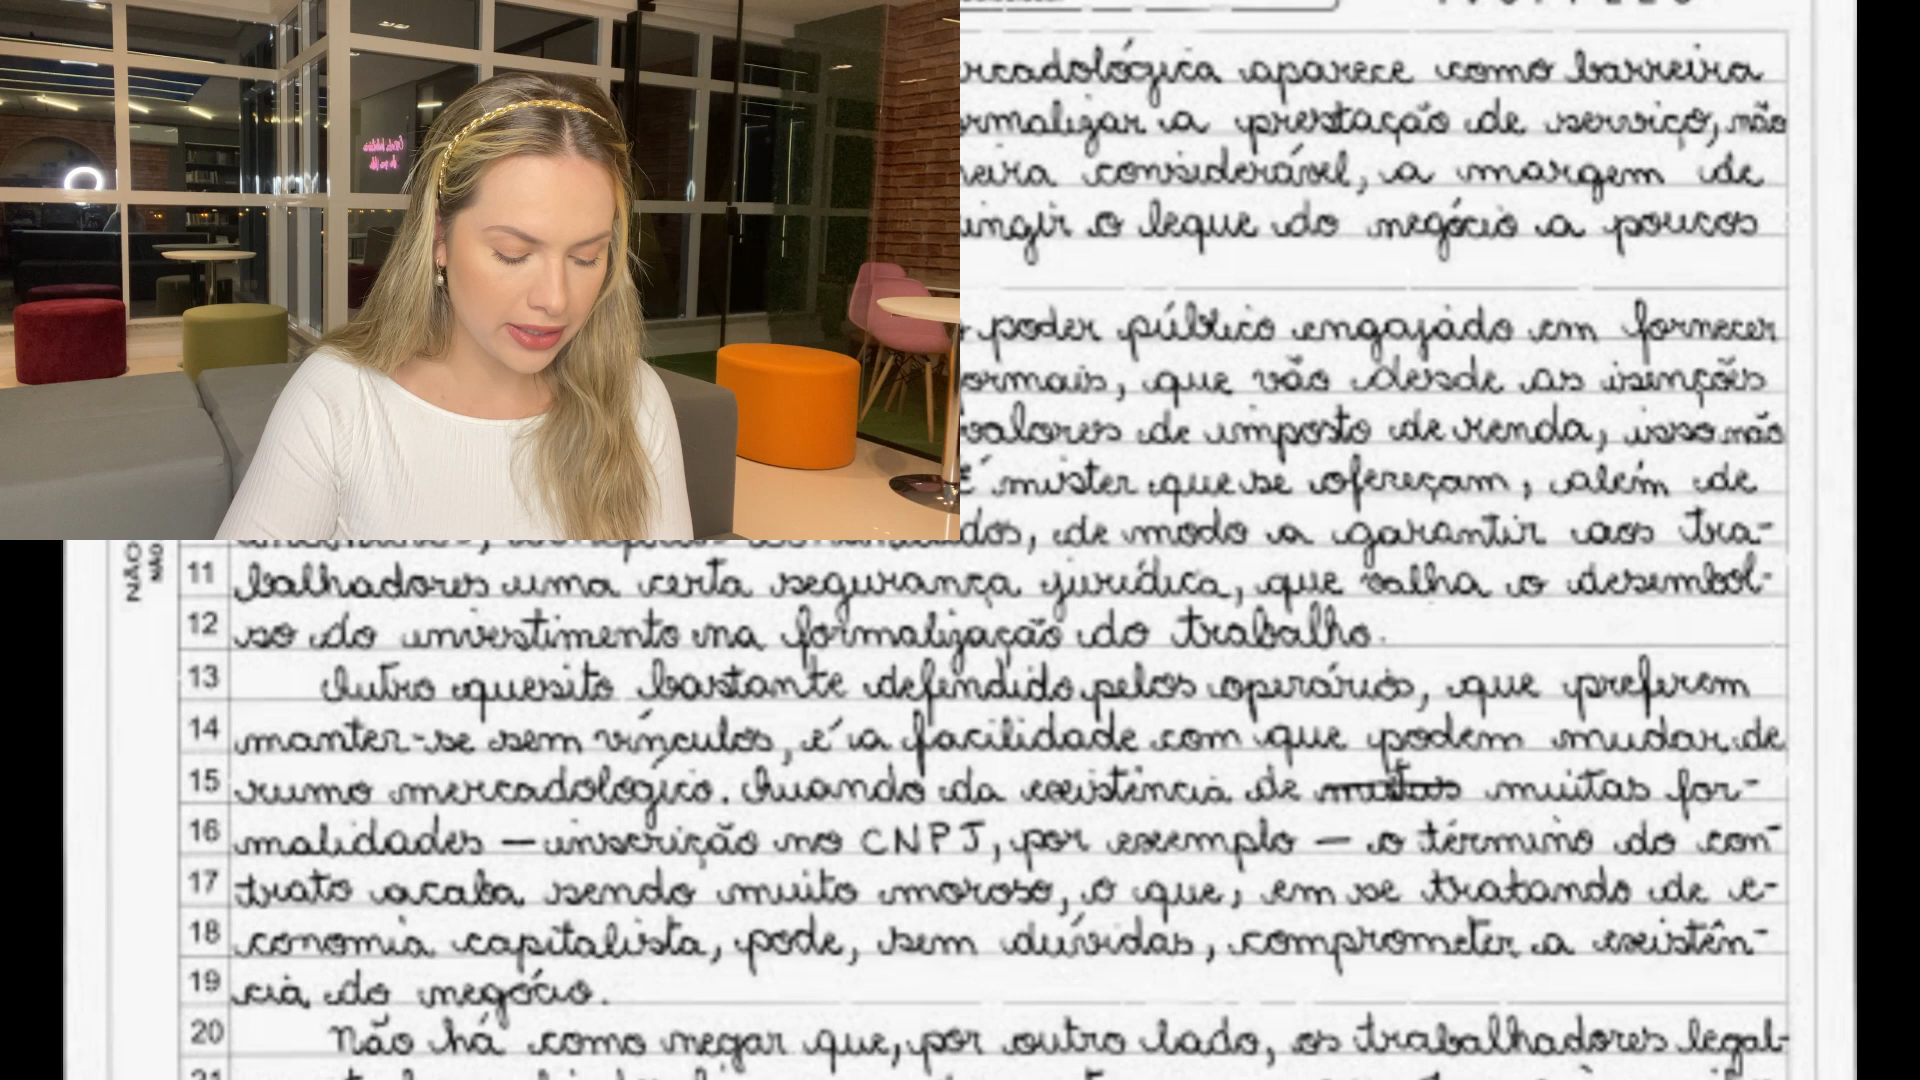 rcadológica aparece como barreira
rmalizar a prestação de serviço, não
eira considerável, a margem de
ingir o leque do negócio a poucos
poder público engajado em fornecer
ormais, que vão desde as isenções
valores de imposto de renda, isso não
É mister que se ofereçam, além de
dos, de modo a garantir aos tra-
11 balhadores uma certa segurança jurídica, que valha o desembol-
12 so do investimento na formalização do trabalho.
13 Outro quesito bastante defendido pelos operários, que preferem
14 manter-se sem vínculos, é a facilidade com que podem mudar de
15 rumo mercadológico. Quando da existência de muitas muitas for-
16 malidades — inscrição no CNPJ, por exemplo — o término do con-
17 trato acaba sendo muito moroso, o que, em se tratando de e-
18 conomia capitalista, pode, sem dúvidas, comprometer a existên-
19 cia do negócio.
20 Não há como negar que, por outro lado, os trabalhadores legal-
21